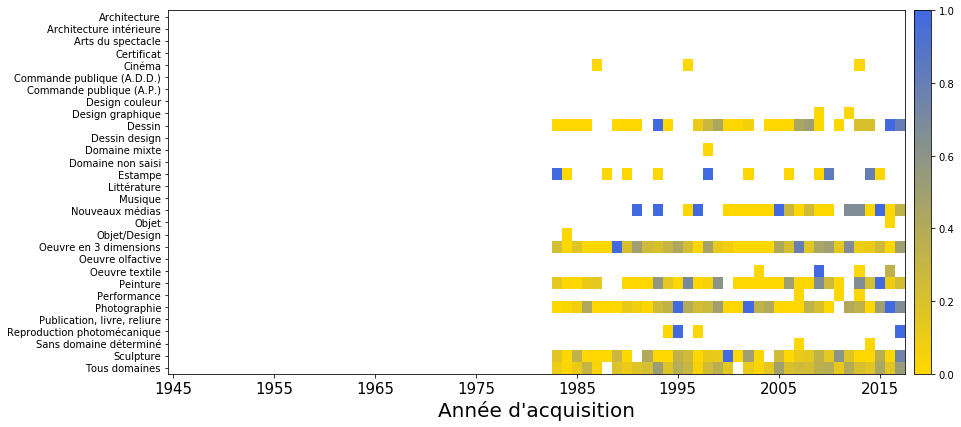 Architecture
Architecture intérieure
Arts du spectacle
Certificat
Cinéma
Commande publique (A.D.D.)
Commande publique (A.P.)
Design couleur
Design graphique
Dessin
Dessin design
Domaine mixte
Domaine non saisi
Estampe
Littérature
Musique
Nouveaux médias
Objet
Objet/Design
Oeuvre en 3 dimensions
Oeuvre olfactive
Oeuvre textile
Peinture
Performance
Photographie
Publication, livre, reliure
Reproduction photomécanique
Sans domaine déterminé
Sculpture
Tous domaines
1945 1955 1965 1975 1985 1995 2005 2015
Année d'acquisition
1.0
0.8
0.6
0.4
0.2
0.0